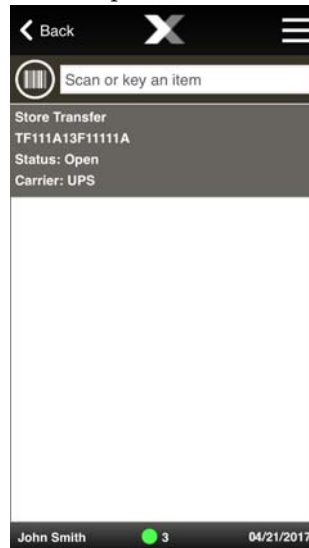 Back
Scan or key an item
Store Transfer
TF111A13F11111A
Status: Open
Carrier: UPS
John Smith 3 04/21/2017